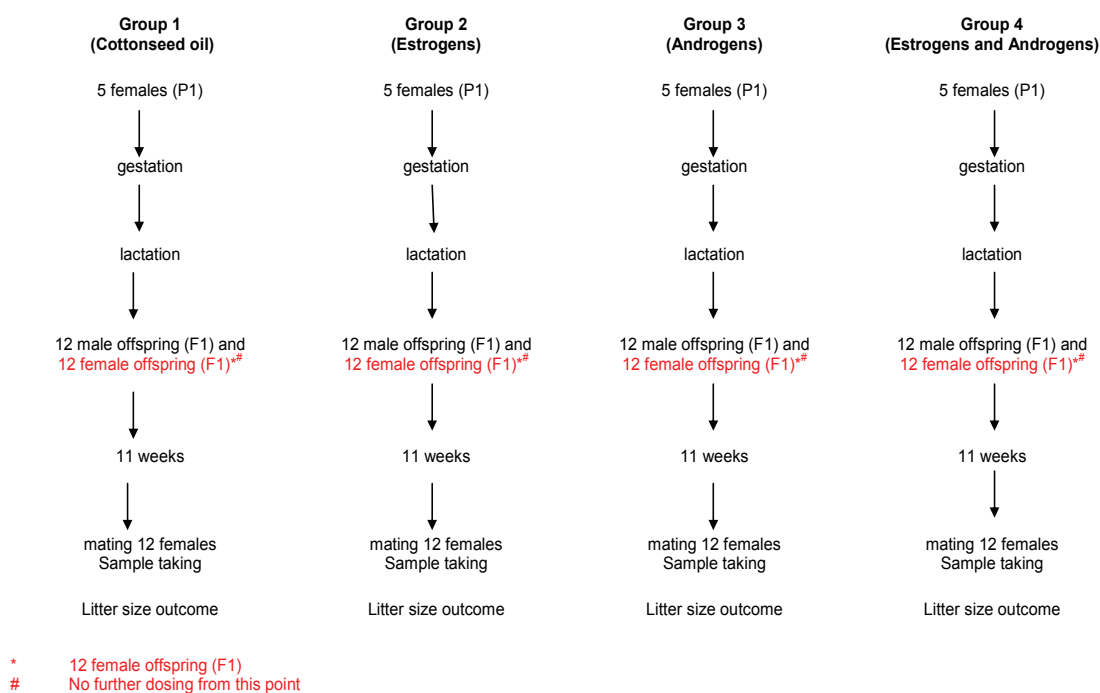 Group 1
(Cottonseed oil)
5 females (P1)
gestation
lactation
12 male offspring (F1) and
12 female offspring (F1)*#
11 weeks
mating 12 females
Sample taking
Litter size outcome
Group 2
(Estrogens)
5 females (P1)
gestation
lactation
12 male offspring (F1) and
12 female offspring (F1)*#
11 weeks
mating 12 females
Sample taking
Litter size outcome
Group 3
(Androgens)
5 females (P1)
gestation
lactation
12 male offspring (F1) and
12 female offspring (F1)*#
11 weeks
mating 12 females
Sample taking
Litter size outcome
Group 4
(Estrogens and Androgens)
5 females (P1)
gestation
lactation
12 male offspring (F1) and
12 female offspring (F1)*#
11 weeks
mating 12 females
Sample taking
Litter size outcome
* 12 female offspring (F1)
# No further dosing from this point